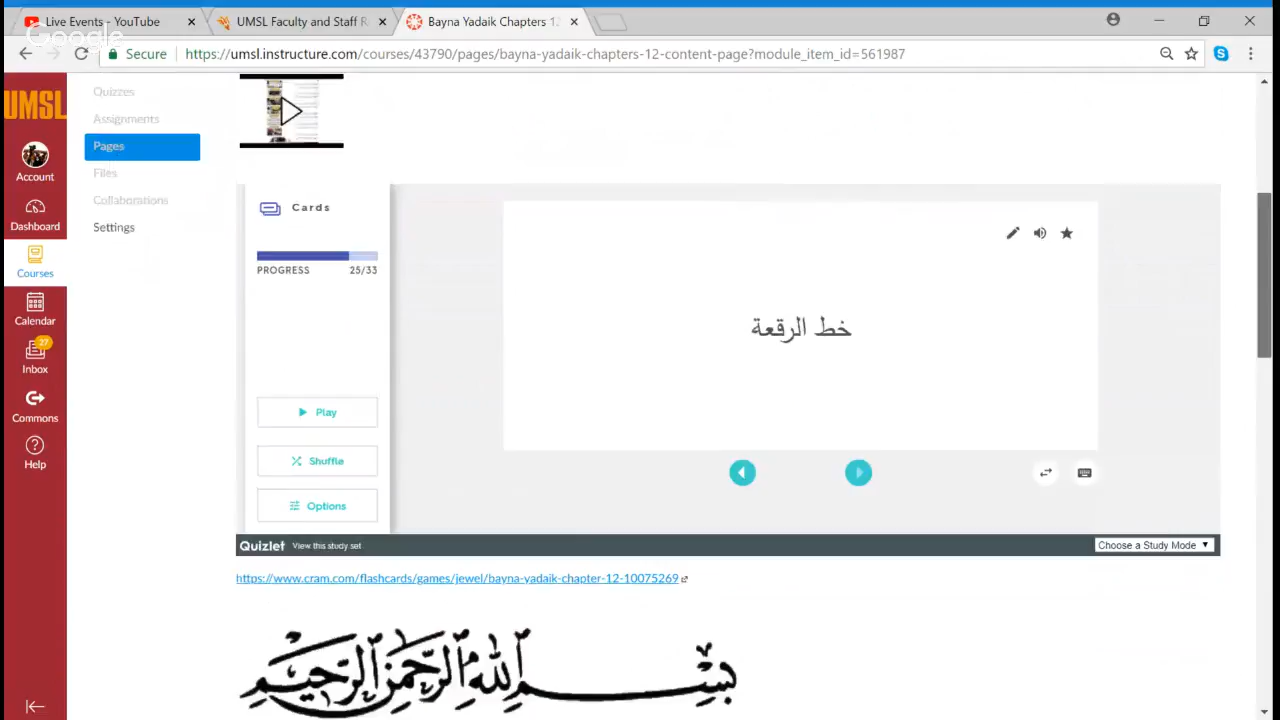 Live Events - YouTube
UMSL Faculty and Staff R
Bayna Yadaik Chapters 12
Google
Secure
https://umsl.instructure.com/courses/43790/pages/bayna-yadaik-chapters-12-content-page?module_item_id=561987
UMSL
Account
Dashboard
Courses
Calendar
27
Inbox
Commons
Help
Quizzes
Assignments
Pages
Files
Collaborations
Settings
Cards
PROGRESS 25/33
Play
Shuffle
Options
خط الرقعة
Quizlet View this study set
Choose a Study Mode
https://www.cram.com/flashcards/games/jewel/bayna-yadaik-chapter-12-10075269
بسم الله الرحمن الرحيم